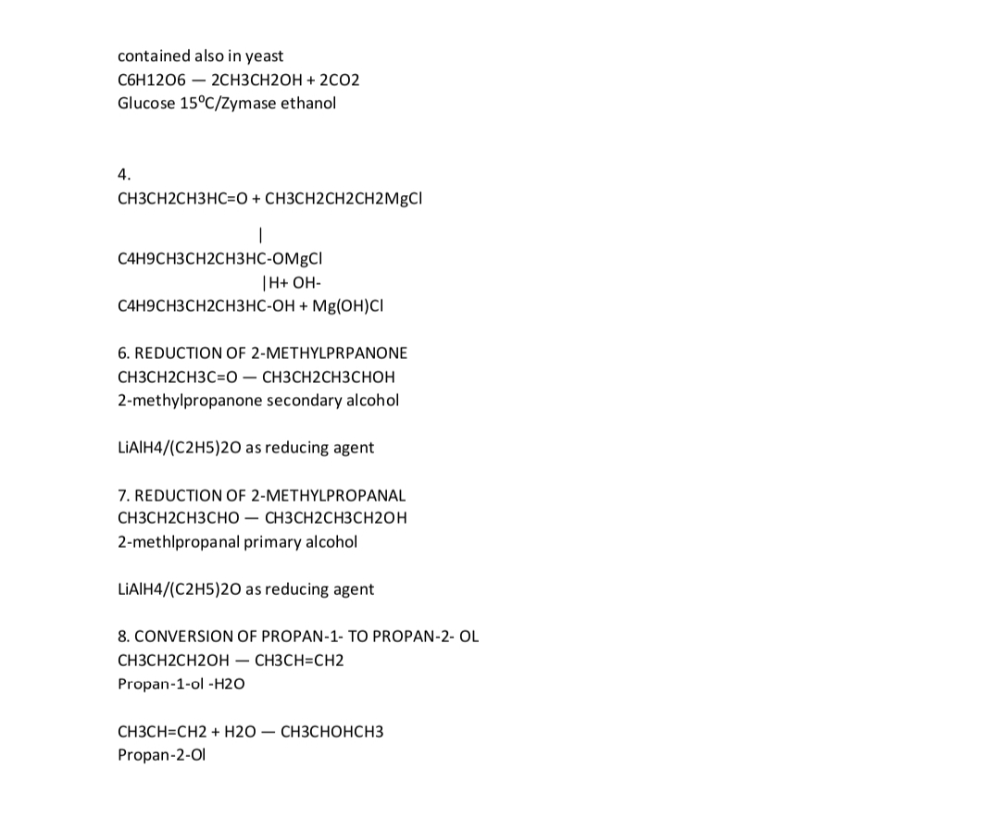 contained also in yeast
C6H12O6 — 2CH3CH2OH + 2CO2
Glucose 15⁰C/Zymase ethanol
4.
CH3CH2CH3HC=O + CH3CH2CH2CH2MgCl
|
C4H9CH3CH2CH3HC-OMgCl
|H+ OH-
C4H9CH3CH2CH3HC-OH + Mg(OH)Cl
6. REDUCTION OF 2-METHYLPRPANONE
CH3CH2CH3C=O — CH3CH2CH3CHOH
2-methylpropanone secondary alcohol
LiAlH4/(C2H5)2O as reducing agent
7. REDUCTION OF 2-METHYLPROPANAL
CH3CH2CH3CHO — CH3CH2CH3CH2OH
2-methlpropanal primary alcohol
LiAlH4/(C2H5)2O as reducing agent
8. CONVERSION OF PROPAN-1- TO PROPAN-2- OL
CH3CH2CH2OH — CH3CH=CH2
Propan-1-ol -H2O
CH3CH=CH2 + H2O — CH3CHOHCH3
Propan-2-Ol